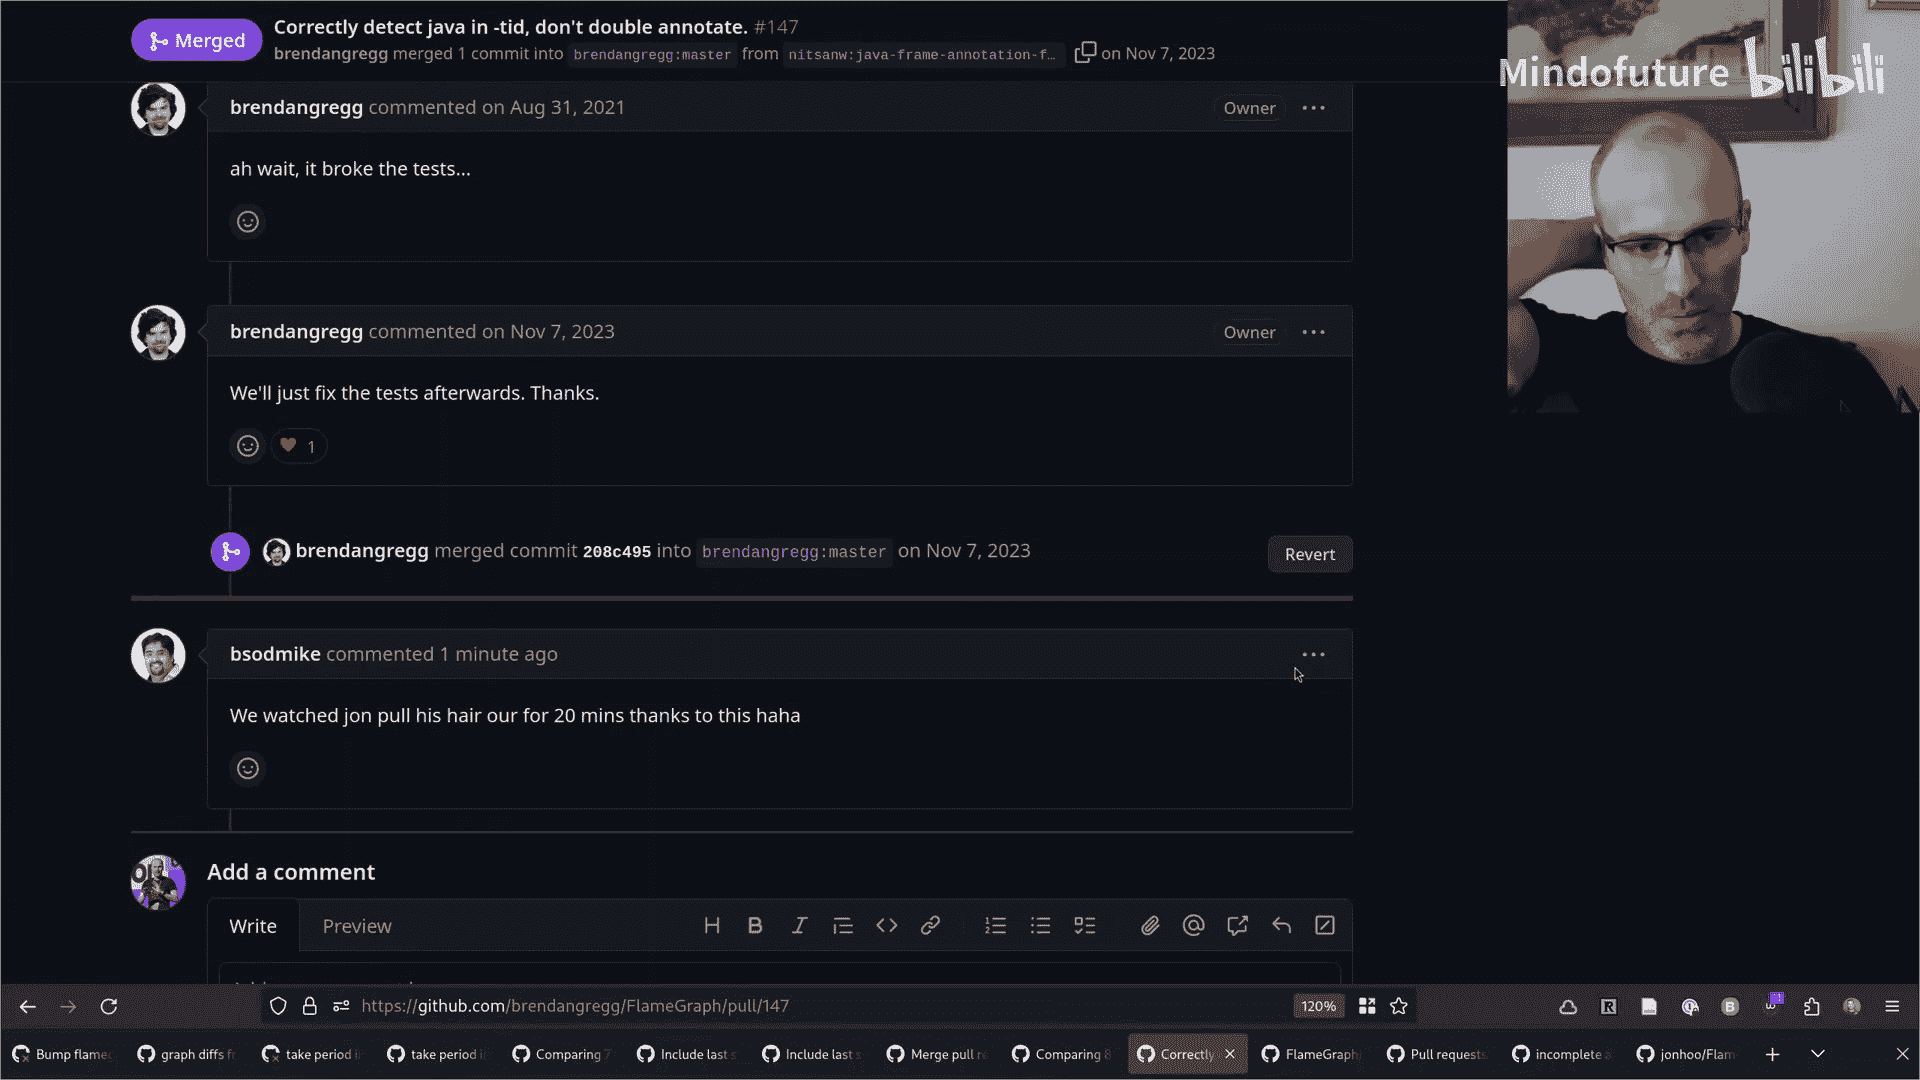 Merged
Correctly detect java in -tid, don't double annotate. #147
brendangregg merged 1 commit into brendangregg:master from nitsanw:java-frame-annotation-f… on Nov 7, 2023
Mindofuture bilibili
brendangregg commented on Aug 31, 2021
Owner
ah wait, it broke the tests...
brendangregg commented on Nov 7, 2023
Owner
We'll just fix the tests afterwards. Thanks.
1
brendangregg merged commit 208c495 into brendangregg:master on Nov 7, 2023
Revert
bsodmike commented 1 minute ago
We watched jon pull his hair our for 20 mins thanks to this haha
Add a comment
Write Preview
https://github.com/brendangregg/FlameGraph/pull/147
120%
Bump flame graph diffs f take period i take period i Comparing 7 Include last s Include last s Merge pull r Comparing 8 Correctly FlameGraph Pull requests incomplete jonhoo/Flam